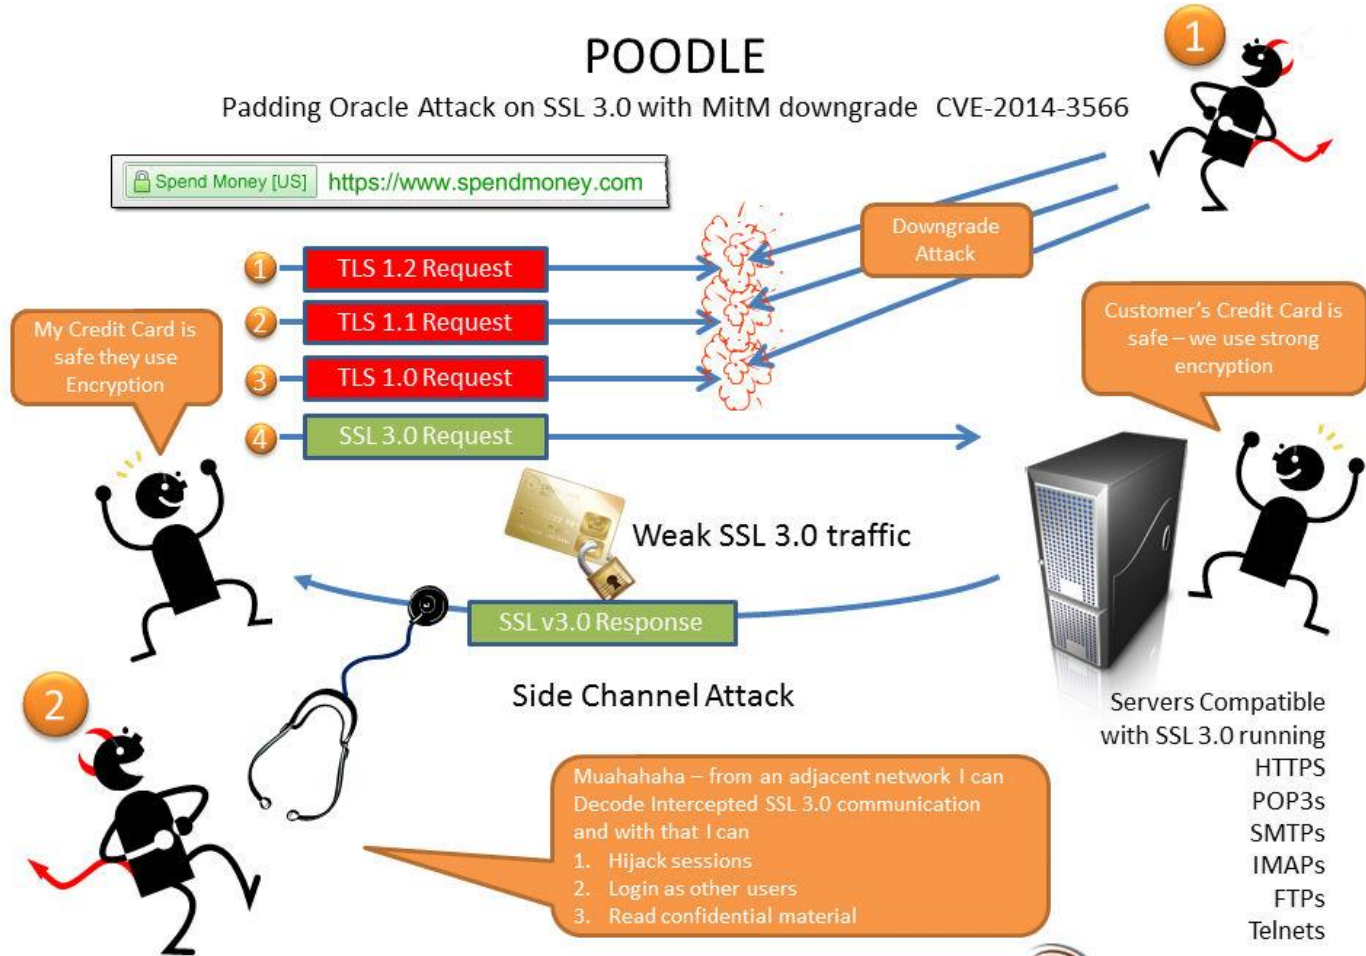 1
POODLE
Padding Oracle Attack on SSL 3.0 with MitM downgrade CVE-2014-3566
Spend Money [US] https://www.spendmoney.com
Downgrade
Attack
1 TLS 1.2 Request
2 TLS 1.1 Request
3 TLS 1.0 Request
4 SSL 3.0 Request
My Credit Card is
safe they use
Encryption
Customer's Credit Card is
safe – we use strong
encryption
Weak SSL 3.0 traffic
SSL v3.0 Response
Side Channel Attack
2
Servers Compatible
with SSL 3.0 running
HTTPS
POP3s
SMTPs
IMAPs
FTPs
Telnets
Muahahaha – from an adjacent network I can
Decode Intercepted SSL 3.0 communication
and with that I can
1. Hijack sessions
2. Login as other users
3. Read confidential material